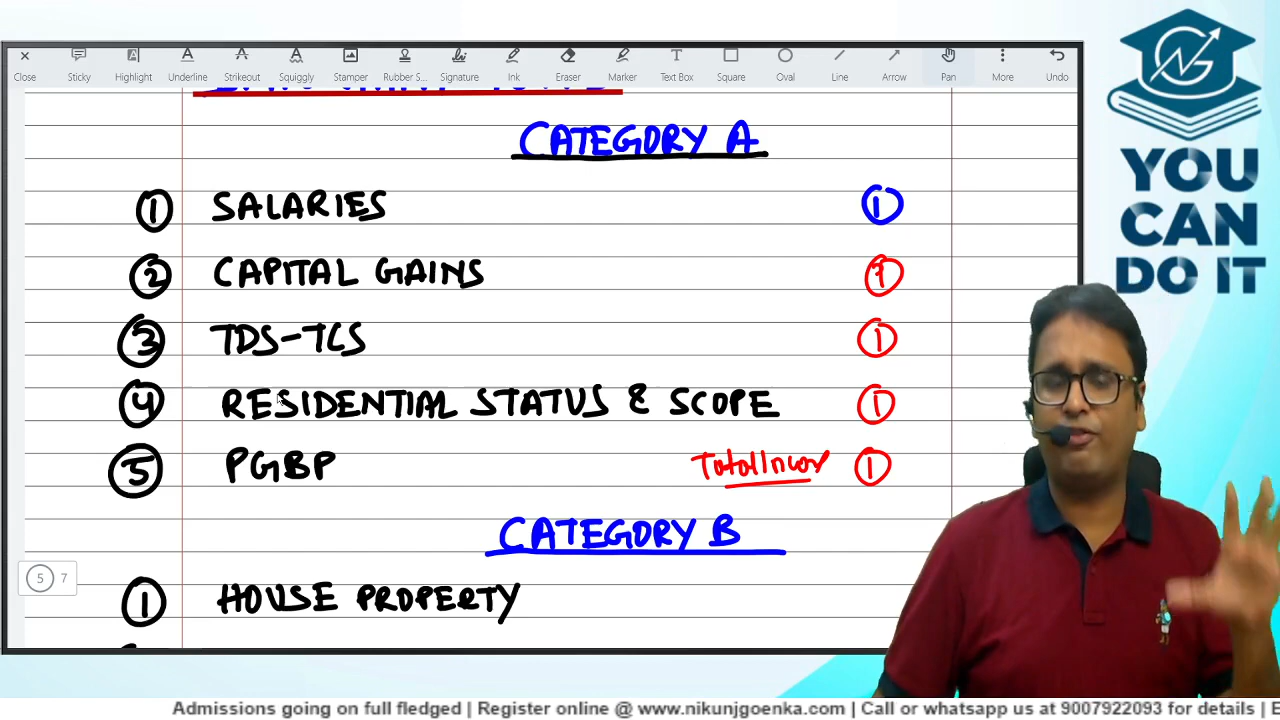 Close Sticky Highlight Underline Strikeout Squiggly Stamper Rubber S... Signature Ink Eraser Marker Text Box Square Oval Line Arrow Pan More Undo
CATEGORY A
① SALARIES ①
② CAPITAL GAINS ①
③ TDS-TCS ①
④ RESIDENTIAL STATUS & SCOPE ①
⑤ PGBP Total Incom ①
CATEGORY B
5 7
① HOUSE PROPERTY
YOU
CAN
DO IT
Admissions going on full fledged | Register online @ www.nikunjgoenka.com | Call or whatsapp us at 9007922093 for details | E